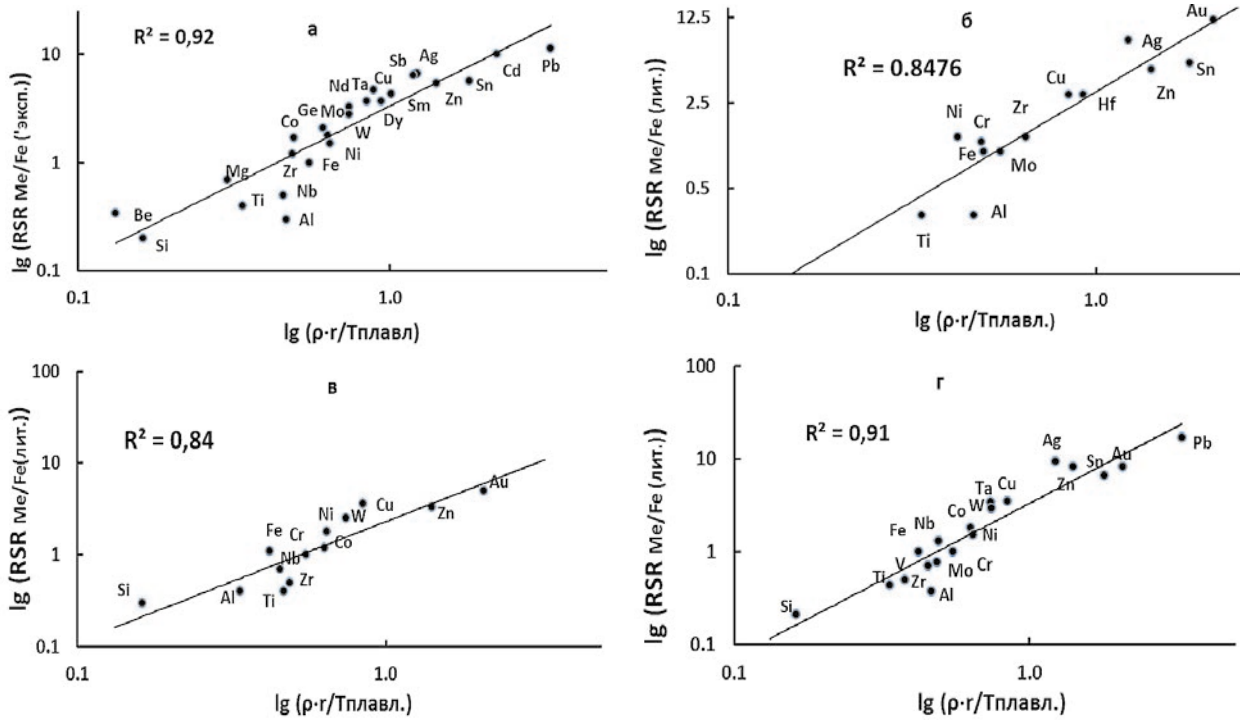 а
R² = 0,92
lg (RSR Me/Fe ('эксп.))
10
1
0.1
0.1
1.0
lg (ρ·r/Тплавл)
Be
Si
Mg
Ti
Co
Zr
Nb
Al
Ge
Mo
Fe
Ni
W
Nd
Ta
Cu
Dy
Sm
Sb
Ag
Zn
Sn
Cd
Pb
б
R² = 0.8476
lg (RSR Me/Fe (лит.))
12.5
2.5
0.5
0.1
0.1
1.0
lg (ρ·r/Тплавл.)
Ti
Al
Ni
Cr
Fe
Mo
Zr
Cu
Hf
Ag
Zn
Sn
Au
в
R² = 0,84
lg (RSR Me/Fe(лит.))
100
10
1
0.1
0.1
1.0
lg (ρ·r/Тплавл.)
Si
Al
Ti
Fe
Nb
Cr
Zr
Ni
Co
W
Cu
Zn
Au
г
R² = 0,91
lg (RSR Me/Fe(лит.))
100
10
1
0.1
0.1
1.0
lg (ρ·r/Тплавл.)
Si
Ti
V
Zr
Al
Fe
Nb
Mo
Cr
Co
Ni
W
Ta
Cu
Ag
Zn
Sn
Au
Pb